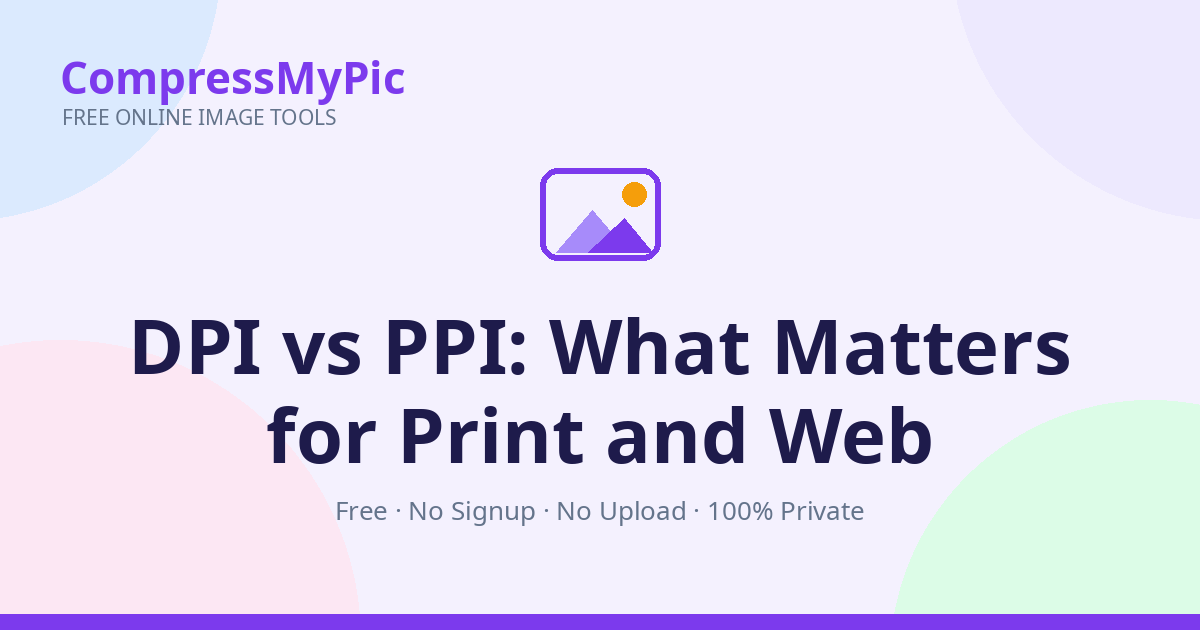 CompressMyPic
FREE ONLINE IMAGE TOOLS
DPI vs PPI: What Matters
for Print and Web
Free · No Signup · No Upload · 100% Private